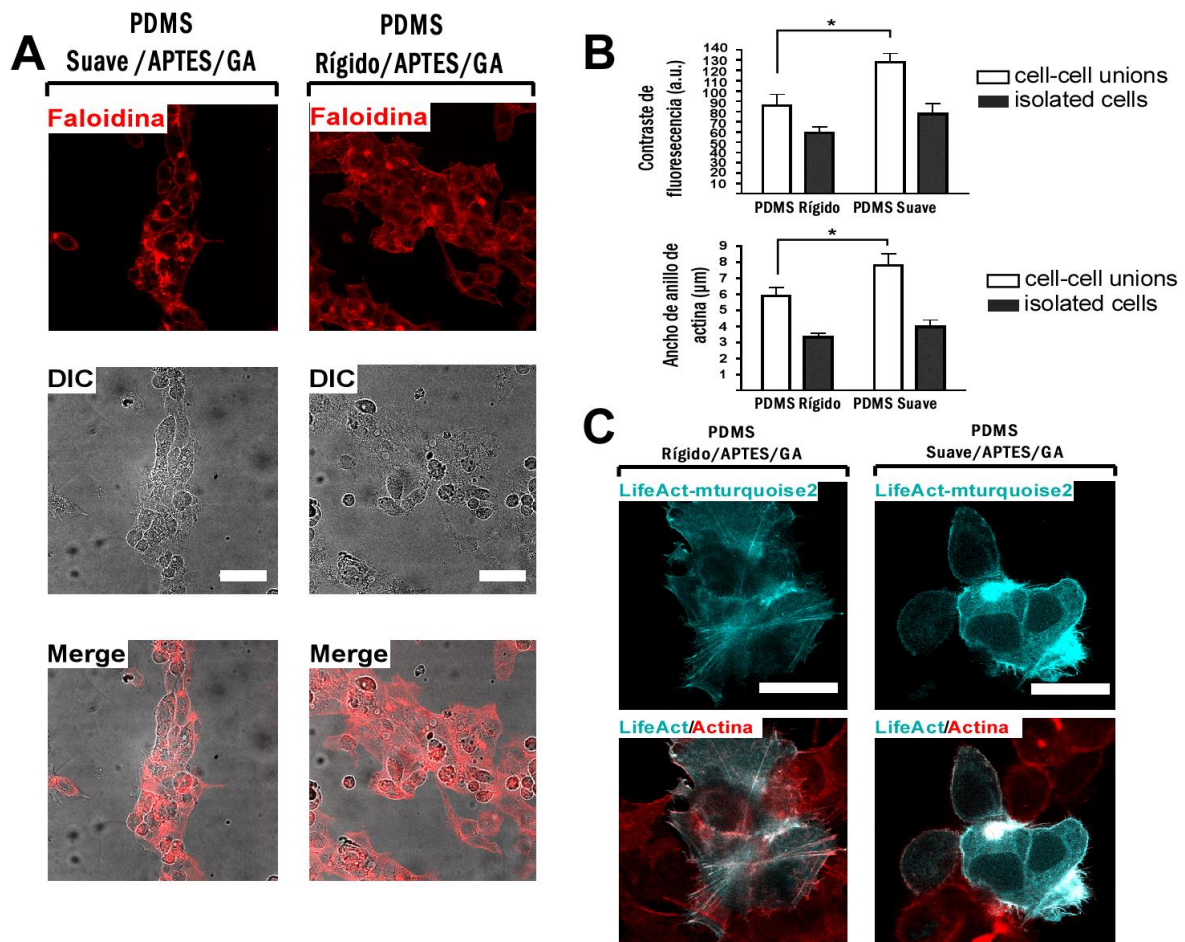 A
PDMS
Suave /APTES/GA
PDMS
Rígido/APTES/GA
Faloidina
Faloidina
DIC
DIC
Merge
Merge
B
Contraste de
fluoresecencia (a.u.)
140
130
120
110
100
90
80
70
60
50
40
30
20
10
*
PDMS Rígido
PDMS Suave
cell-cell unions
isolated cells
Ancho de anillo de
actina (µm)
9
8
7
6
5
4
3
2
1
*
PDMS Rígido
PDMS Suave
cell-cell unions
isolated cells
C
PDMS
Rígido/APTES/GA
PDMS
Suave/APTES/GA
LifeAct-mturquoise2
LifeAct-mturquoise2
LifeAct/Actina
LifeAct/Actina